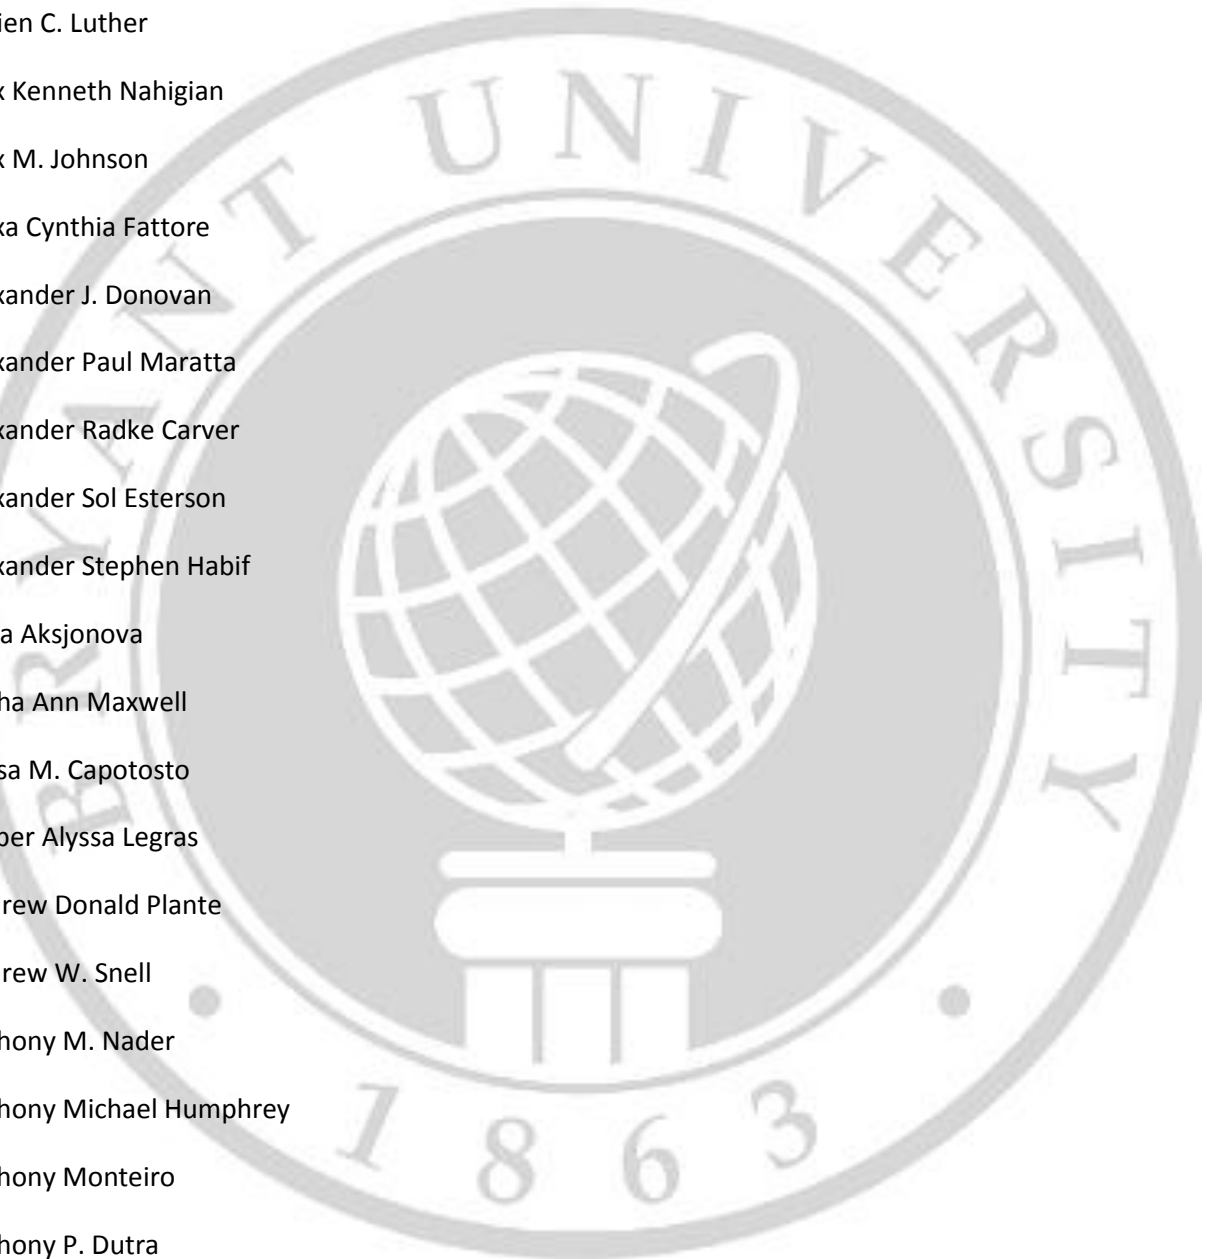 ien C. Luther
x Kenneth Nahigian
x M. Johnson
xa Cynthia Fattore
xander J. Donovan
xander Paul Maratta
xander Radke Carver
xander Sol Esterson
xander Stephen Habif
a Aksjonova
ha Ann Maxwell
sa M. Capotosto
ber Alyssa Legras
rew Donald Plante
rew W. Snell
hony M. Nader
hony Michael Humphrey
hony Monteiro
hony P. Dutra
BRYANT UNIVERSITY
1863